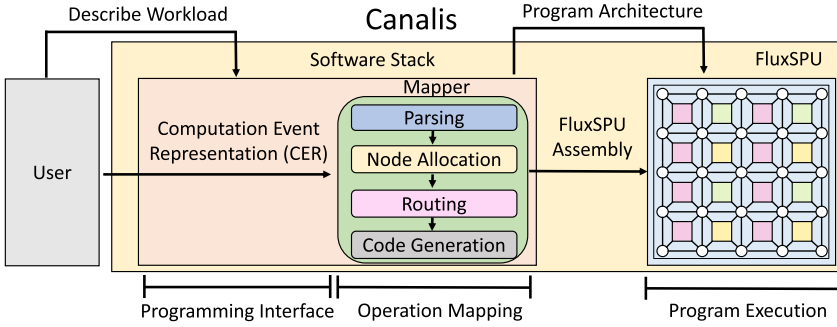 Canalis
Describe Workload
Program Architecture
Software Stack
FluxSPU
Mapper
Parsing
Computation Event
Representation (CER)
Node Allocation
FluxSPU
Assembly
User
Routing
Code Generation
Programming Interface
Operation Mapping
Program Execution